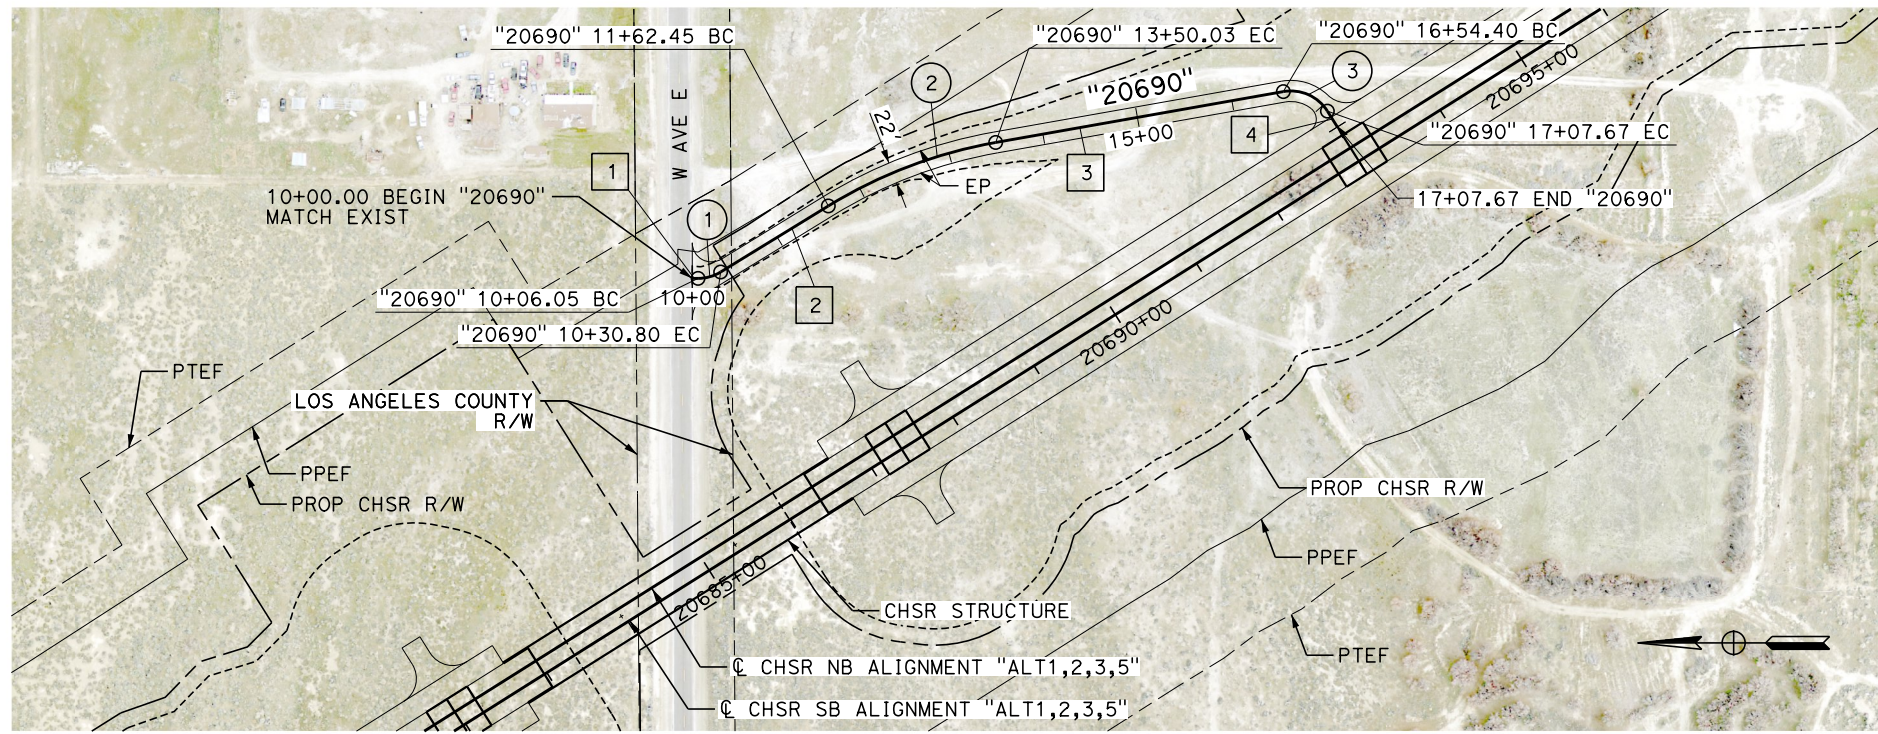 "20690" 11+62.45 BC
"20690" 13+50.03 EC
"20690" 16+54.40 BC
2
3
"20690"
20695+00
W AVE E
22'
15+00
4
"20690" 17+07.67 EC
1
3
EP
10+00.00 BEGIN "20690"
MATCH EXIST
17+07.67 END "20690"
1
"20690" 10+06.05 BC
10+00
2
"20690" 10+30.80 EC
20690+00
PTEF
LOS ANGELES COUNTY
R/W
PPEF
PROP CHSR R/W
PROP CHSR R/W
PPEF
20685+00
CHSR STRUCTURE
PTEF
℄ CHSR NB ALIGNMENT "ALT1,2,3,5"
℄ CHSR SB ALIGNMENT "ALT1,2,3,5"